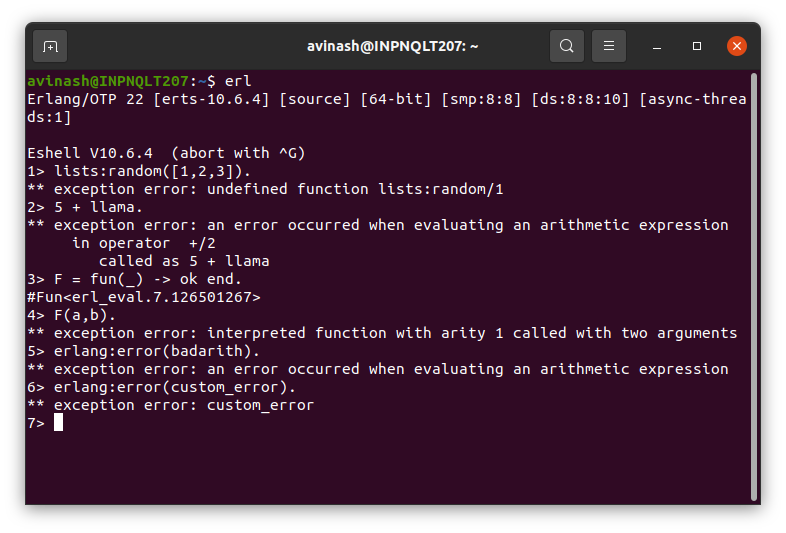 avinash@INPNQLT207: ~
avinash@INPNQLT207:~$ erl
Erlang/OTP 22 [erts-10.6.4] [source] [64-bit] [smp:8:8] [ds:8:8:10] [async-threa
ds:1]
Eshell V10.6.4  (abort with ^G)
1> lists:random([1,2,3]).
** exception error: undefined function lists:random/1
2> 5 + llama.
** exception error: an error occurred when evaluating an arithmetic expression
     in operator  +/2
        called as 5 + llama
3> F = fun(_) -> ok end.
#Fun<erl_eval.7.126501267>
4> F(a,b).
** exception error: interpreted function with arity 1 called with two arguments
5> erlang:error(badarith).
** exception error: an error occurred when evaluating an arithmetic expression
6> erlang:error(custom_error).
** exception error: custom_error
7>